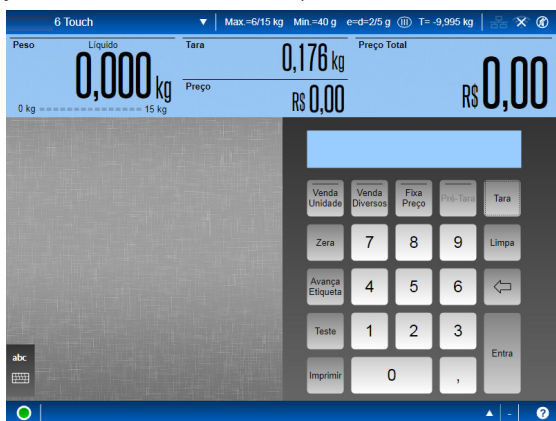 6 Touch
Max.=6/15 kg Min.=40 g e=d=2/5 g III T= -9,995 kg
Peso Líquido
0,000 kg
0 kg 15 kg
Tara
0,176 kg
Preço
R$ 0,00
Preço Total
R$ 0,00
Venda Unidade
Venda Diversos
Fixa Preço
Pré-Tara
Tara
Zera
7
8
9
Limpa
Avança Etiqueta
4
5
6
Teste
1
2
3
Entra
Imprimir
0
,
abc
-
?